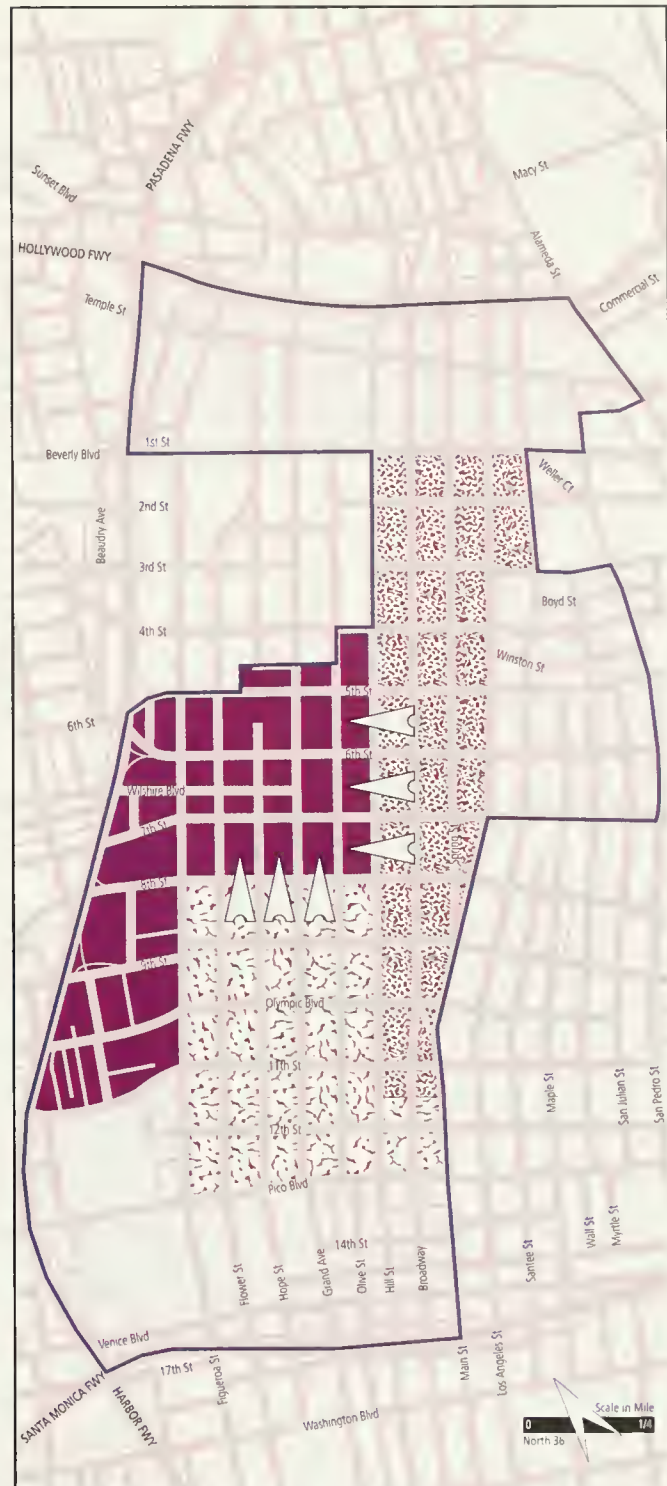 PASADENA FWY
Sunset Blvd
Macy St
HOLLYWOOD FWY
Alameda St
Temple St
Commercial St
1st St
Beverly Blvd
Weller Ct
2nd St
Beaudry Ave
3rd St
Boyd St
4th St
Winston St
5th St
6th St
6th St
Wilshire Blvd
7th St
Spring St
8th St
9th St
Olympic Blvd
11th St
Maple St
San Julian St
San Pedro St
12th St
Pico Blvd
14th St
Flower St
Hope St
Grand Ave
Olive St
Hill St
Broadway
Santee St
Wall St
Myrtle St
Venice Blvd
17th St
Figueroa St
Main St
Los Angeles St
SANTA MONICA FWY
HARBOR FWY
Washington Blvd
Scale in Mile
0 1/4
North 36